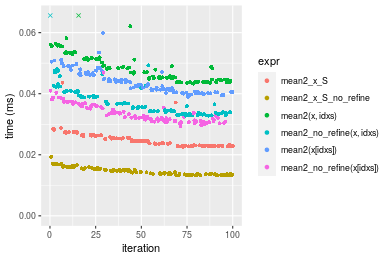 0.06
0.04
0.02
0.00
time (ms)
0
25
50
75
100
iteration
expr
mean2_x_S
mean2_x_S_no_refine
mean2(x, idxs)
mean2_no_refine(x, idxs)
mean2(x[idxs])
mean2_no_refine(x[idxs])